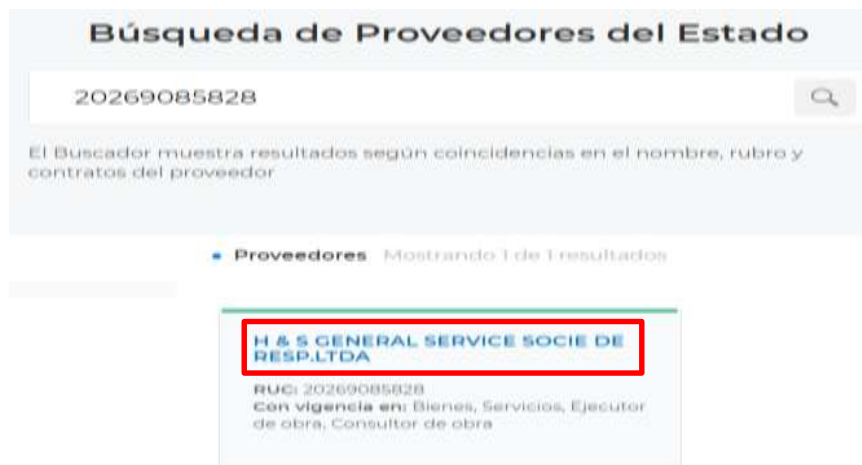 Búsqueda de Proveedores del Estado
20269085828
El Buscador muestra resultados según coincidencias en el nombre, rubro y
contratos del proveedor
Proveedores Mostrando 1 de 1 resultados
H & S GENERAL SERVICE SOCIE DE
RESP.LTDA
RUC: 20269085828
Con vigencia en: Bienes, Servicios, Ejecutor
de obra, Consultor de obra